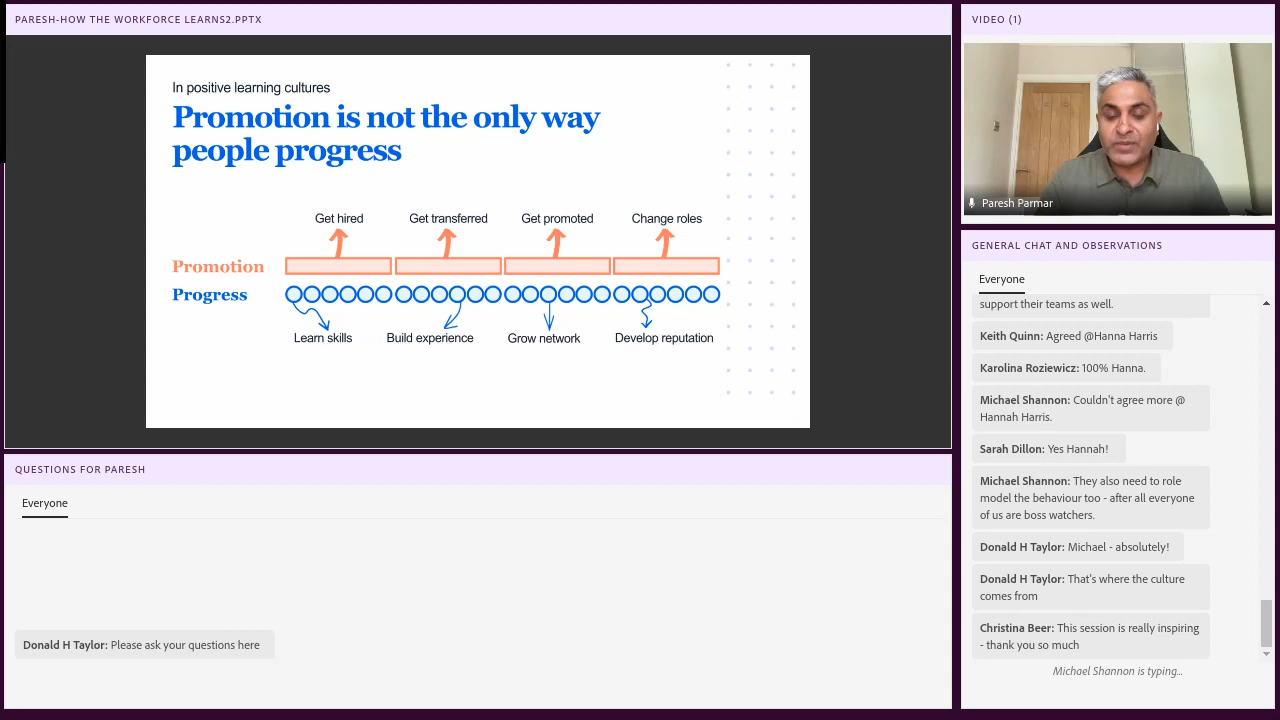 PARESH-HOW THE WORKFORCE LEARNS2.PPTX
In positive learning cultures
Promotion is not the only way
people progress
Get hired
Get transferred
Get promoted
Change roles
Promotion
Progress
Learn skills
Build experience
Grow network
Develop reputation
QUESTIONS FOR PARESH
Everyone
Donald H Taylor: Please ask your questions here
VIDEO (1)
Paresh Parmar
GENERAL CHAT AND OBSERVATIONS
Everyone
support their teams as well.
Keith Quinn: Agreed @Hanna Harris
Karolina Roziewicz: 100% Hanna.
Michael Shannon: Couldn't agree more @
Hannah Harris.
Sarah Dillon: Yes Hannah!
Michael Shannon: They also need to role
model the behaviour too - after all everyone
of us are boss watchers.
Donald H Taylor: Michael - absolutely!
Donald H Taylor: That's where the culture
comes from
Christina Beer: This session is really inspiring
- thank you so much
Michael Shannon is typing...